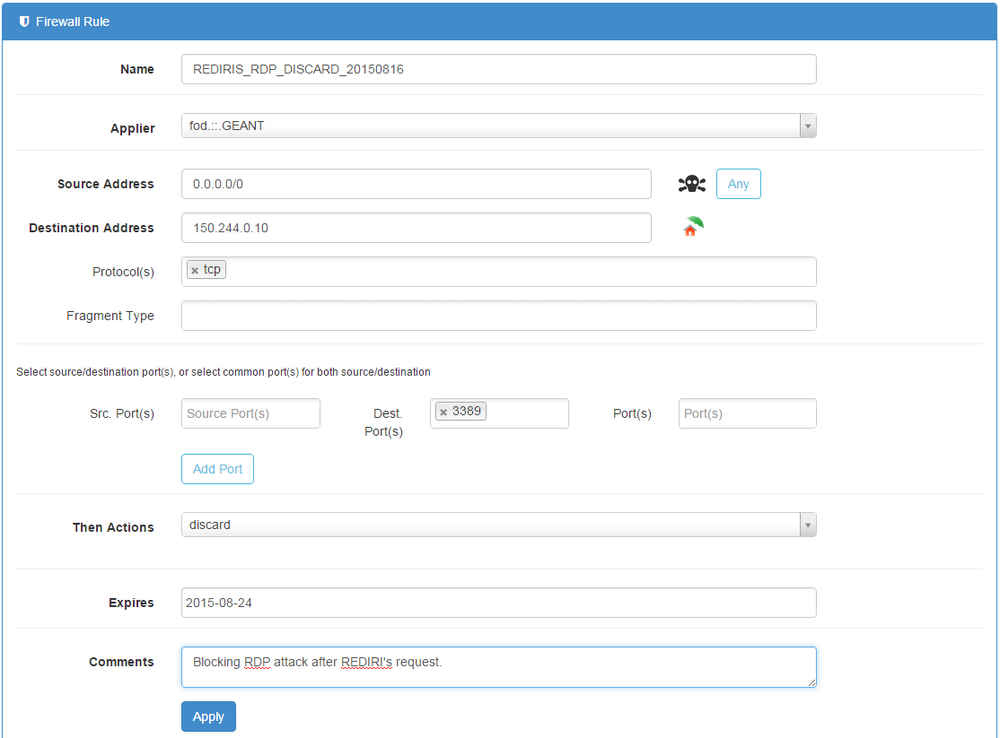 Firewall Rule
Name REDIRIS_RDP_DISCARD_20150816
Applier fod.::.GEANT
Source Address 0.0.0.0/0 Any
Destination Address 150.244.0.10
Protocol(s) × tcp
Fragment Type
Select source/destination port(s), or select common port(s) for both source/destination
Src. Port(s) Source Port(s) Dest. Port(s) × 3389 Port(s) Port(s)
Add Port
Then Actions discard
Expires 2015-08-24
Comments Blocking RDP attack after REDIRI's request.
Apply